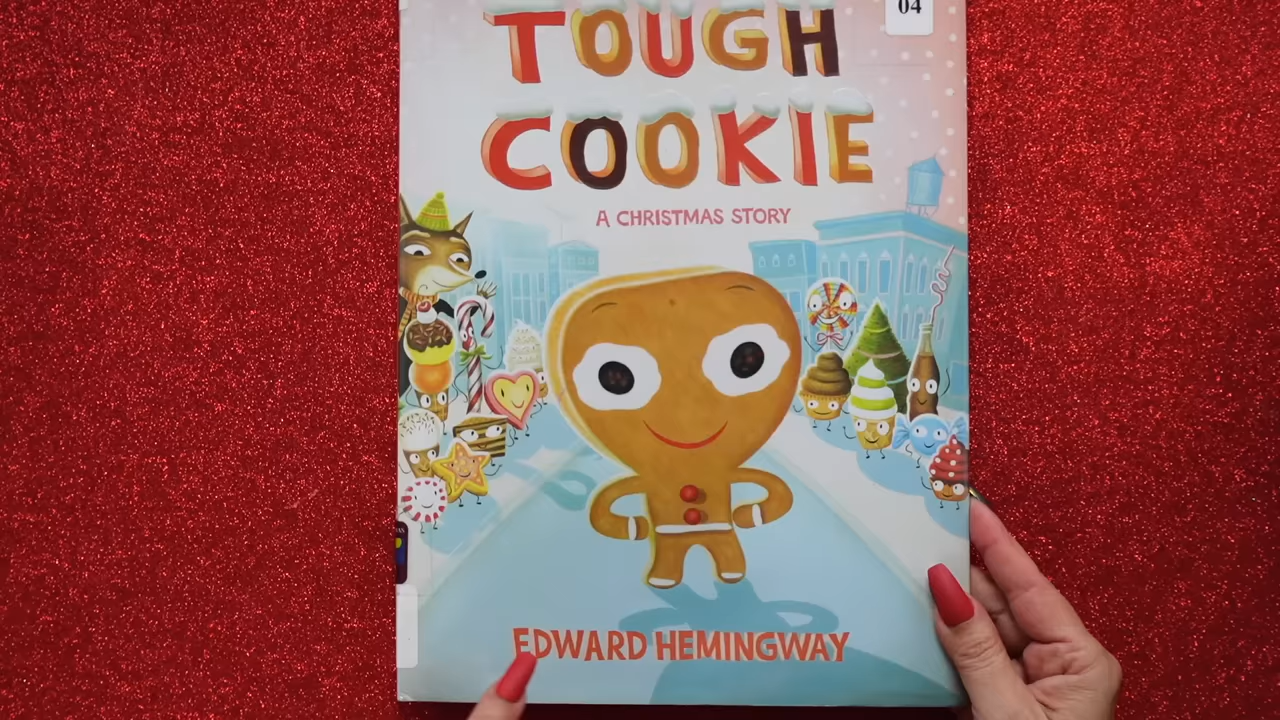 04
TOUGH
COOKIE
A CHRISTMAS STORY
EDWARD HEMINGWAY